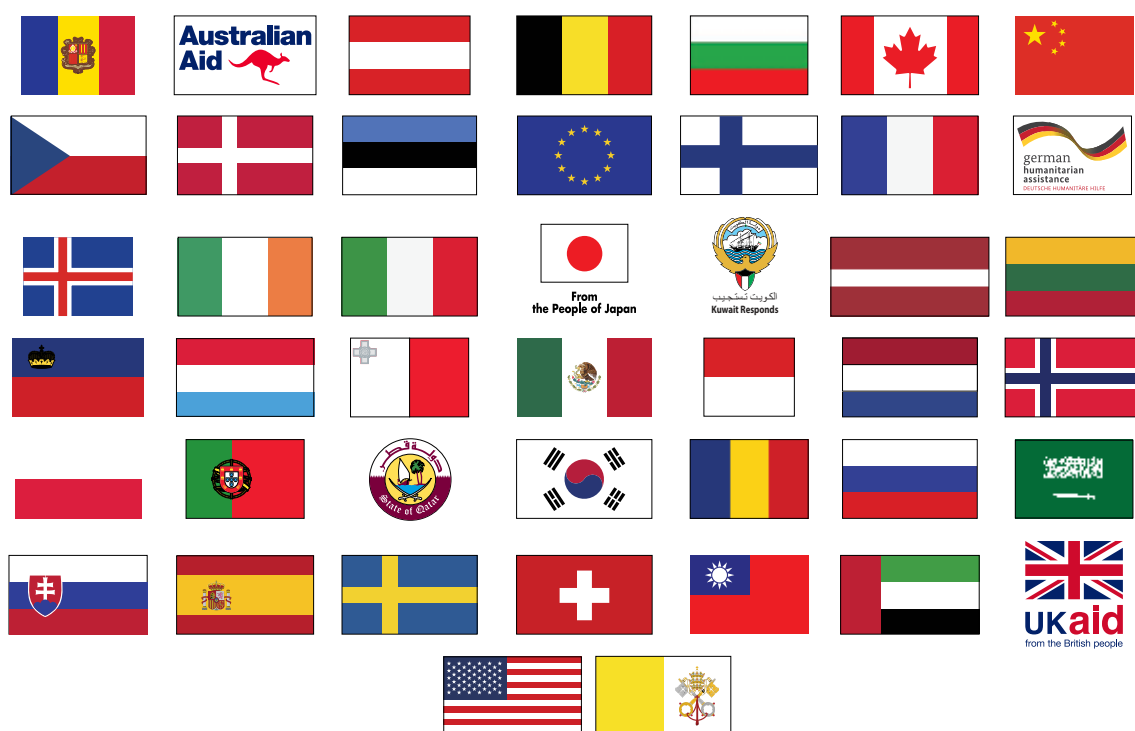 Australian
Aid
german
humanitarian
assistance
DEUTSCHE HUMANITÄRE HILFE
From
the People of Japan
الكويت تستجيب
Kuwait Responds
دولة قطر
State of Qatar
UKaid
from the British people